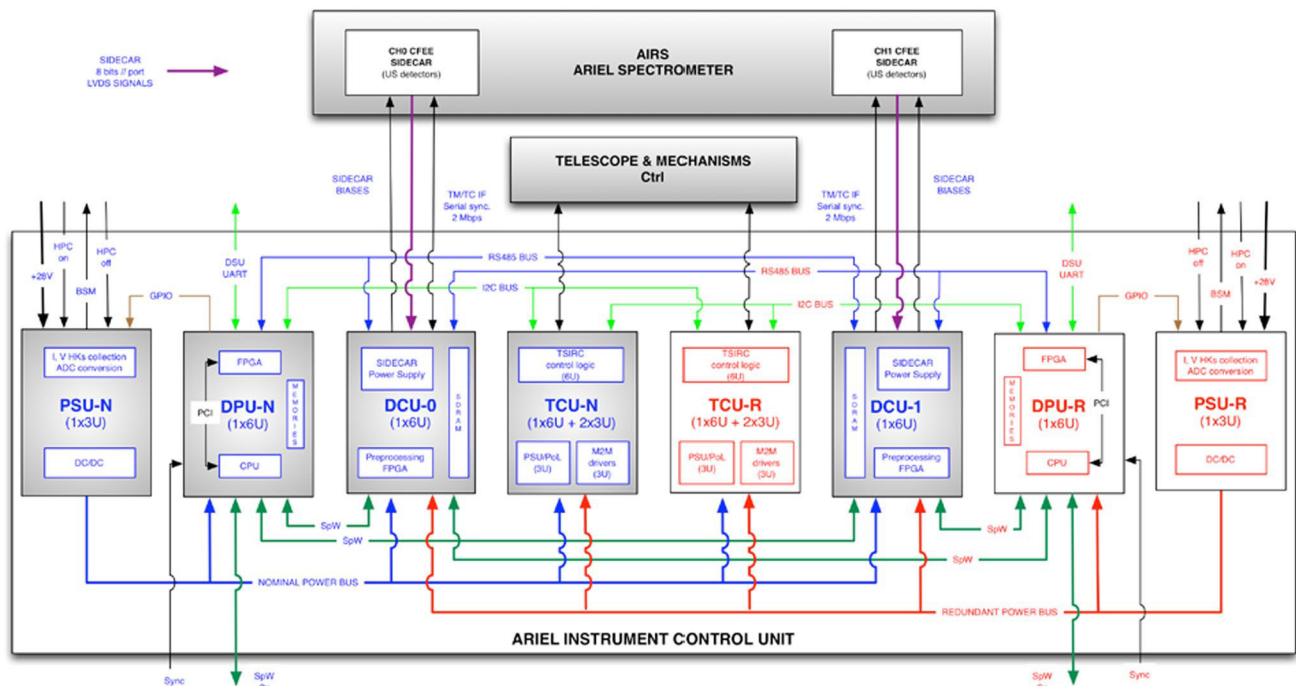 SIDECAR
8 bits // port
LVDS SIGNALS
CH0 CFEE
SIDECAR
(US detectors)
AIRS
ARIEL SPECTROMETER
CH1 CFEE
SIDECAR
(US detectors)
TELESCOPE & MECHANISMS
Ctrl
SIDECAR
BIASES
TM/TC IF
Serial sync.
2 Mbps
TM/TC IF
Serial sync.
2 Mbps
SIDECAR
BIASES
+28V
HPC
on
BSM
HPC
off
DSU
UART
RS485 BUS
RS485 BUS
DSU
UART
HPC
off
BSM
HPC
on
+28V
GPIO
I2C BUS
I2C BUS
GPIO
I, V HKs collection
ADC conversion
PSU-N
(1x3U)
DC/DC
FPGA
PCI
MEMORIES
DPU-N
(1x6U)
CPU
SIDECAR
Power Supply
SDRAM
DCU-0
(1x6U)
Preprocessing
FPGA
TSIRC
control logic
(6U)
TCU-N
(1x6U + 2x3U)
PSU/PoL
(3U)
M2M
drivers
(3U)
TSIRC
control logic
(6U)
TCU-R
(1x6U + 2x3U)
PSU/PoL
(3U)
M2M
drivers
(3U)
SDRAM
SIDECAR
Power Supply
DCU-1
(1x6U)
Preprocessing
FPGA
FPGA
MEMORIES
PCI
DPU-R
(1x6U)
CPU
I, V HKs collection
ADC conversion
PSU-R
(1x3U)
DC/DC
SpW
SpW
SpW
SpW
NOMINAL POWER BUS
REDUNDANT POWER BUS
ARIEL INSTRUMENT CONTROL UNIT
Sync
SpW
SpW
Sync